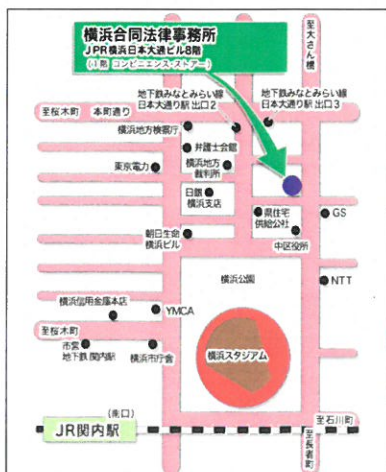 横浜合同法律事務所
JPR横浜日本大通ビル8階
(1階 コンビニエンス・ストアー)
至大さん橋
地下鉄みなとみらい線
日本大通り駅 出口2
地下鉄みなとみらい線
日本大通り駅 出口3
至桜木町
本町通り
横浜地方検察庁
弁護士会館
東京電力
横浜地方
裁判所
日銀
横浜支店
県住宅
供給公社
GS
朝日生命
横浜ビル
中区役所
横浜公園
NTT
横浜信用金庫本店
YMCA
至桜木町
横浜スタジアム
市営
地下鉄 関内駅
横浜市庁舎
(南口)
JR関内駅
至石川町
至長者町